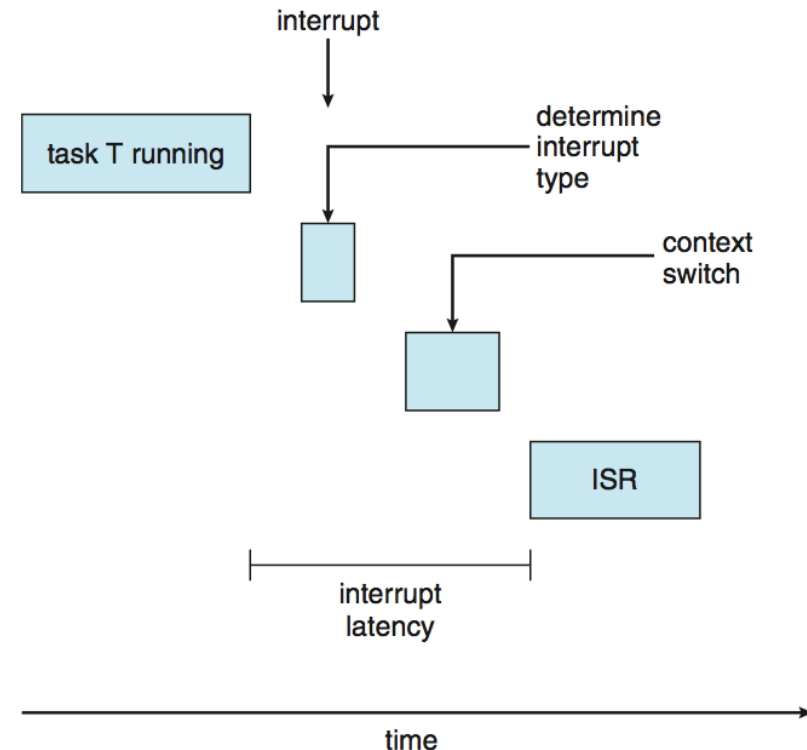 interrupt
task T running
determine
interrupt
type
context
switch
ISR
interrupt
latency
time